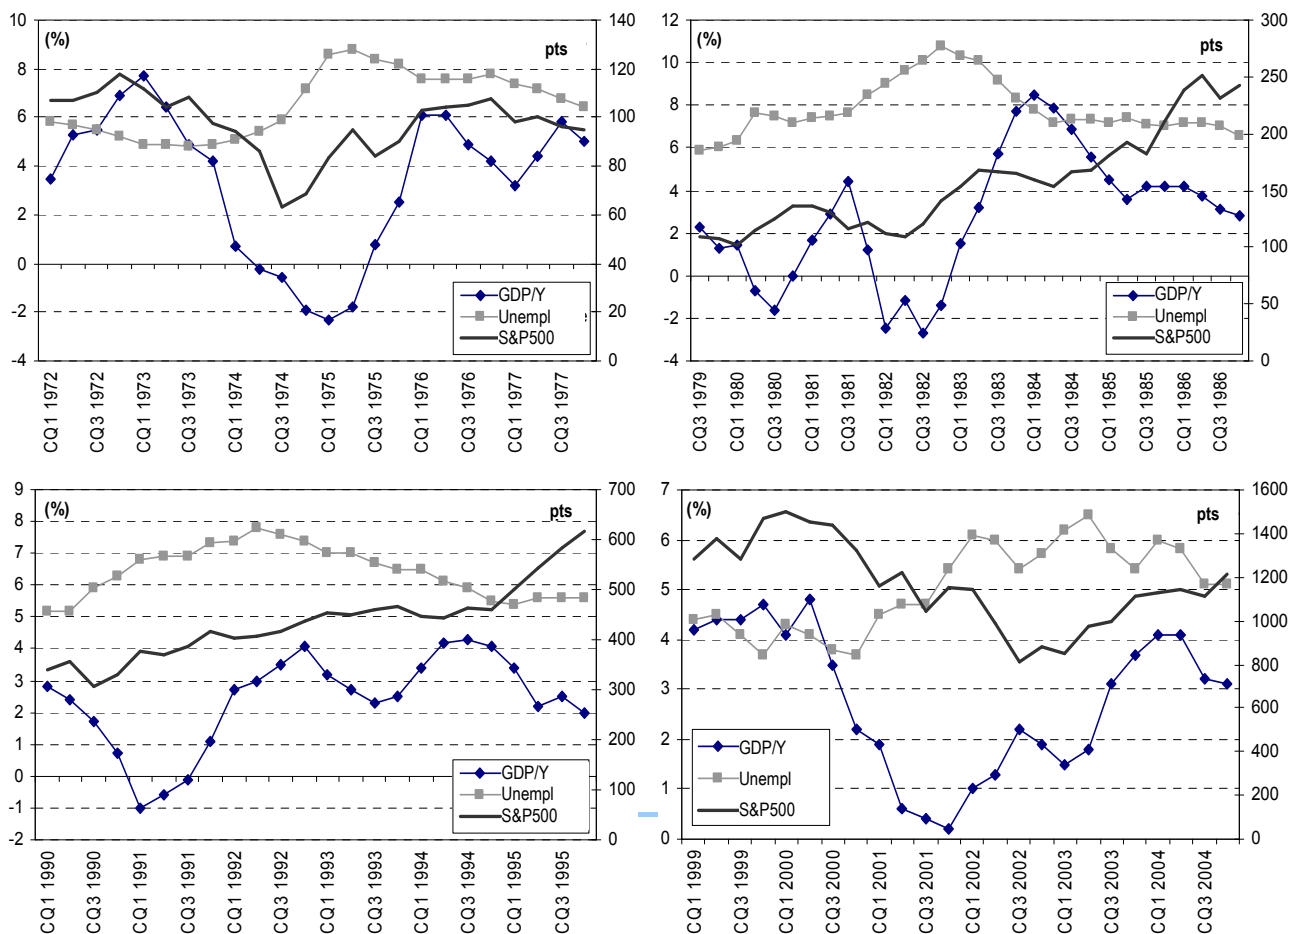 10
8
6
4
2
0
-2
-4
(%)
pts
140
120
100
80
60
40
20
0
GDP/Y
Unempl
S&P500
CQ1 1972
CQ3 1972
CQ1 1973
CQ3 1973
CQ1 1974
CQ3 1974
CQ1 1975
CQ3 1975
CQ1 1976
CQ3 1976
CQ1 1977
CQ3 1977
12
10
8
6
4
2
0
-2
-4
(%)
pts
300
250
200
150
100
50
0
GDP/Y
Unempl
S&P500
CQ3 1979
CQ1 1980
CQ3 1980
CQ1 1981
CQ3 1981
CQ1 1982
CQ3 1982
CQ1 1983
CQ3 1983
CQ1 1984
CQ3 1984
CQ1 1985
CQ3 1985
CQ1 1986
CQ3 1986
9
8
7
6
5
4
3
2
1
0
-1
-2
(%)
pts
700
600
500
400
300
200
100
0
GDP/Y
Unempl
S&P500
CQ1 1990
CQ3 1990
CQ1 1991
CQ3 1991
CQ1 1992
CQ3 1992
CQ1 1993
CQ3 1993
CQ1 1994
CQ3 1994
CQ1 1995
CQ3 1995
7
6
5
4
3
2
1
0
(%)
pts
1600
1400
1200
1000
800
600
400
200
0
GDP/Y
Unempl
S&P500
CQ1 1999
CQ3 1999
CQ1 2000
CQ3 2000
CQ1 2001
CQ3 2001
CQ1 2002
CQ3 2002
CQ1 2003
CQ3 2003
CQ1 2004
CQ3 2004